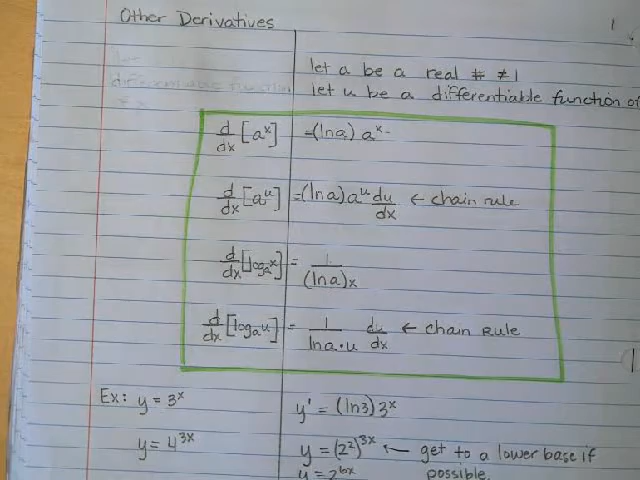 Other Derivatives
1
let a be a real # ≠ 1
let u be a differentiable function of
d/dx [a^x] = (ln a) a^x
d/dx [a^u] = (ln a) a^u du/dx ← chain rule
d/dx [log_a x] = 1/(ln a)x
d/dx [log_a u] = 1/ln a · u du/dx ← chain Rule
Ex: y = 3^x y' = (ln 3) 3^x
y = 4^3x y = (2^2)^3x ← get to a lower base if
y = 2^6x possible.